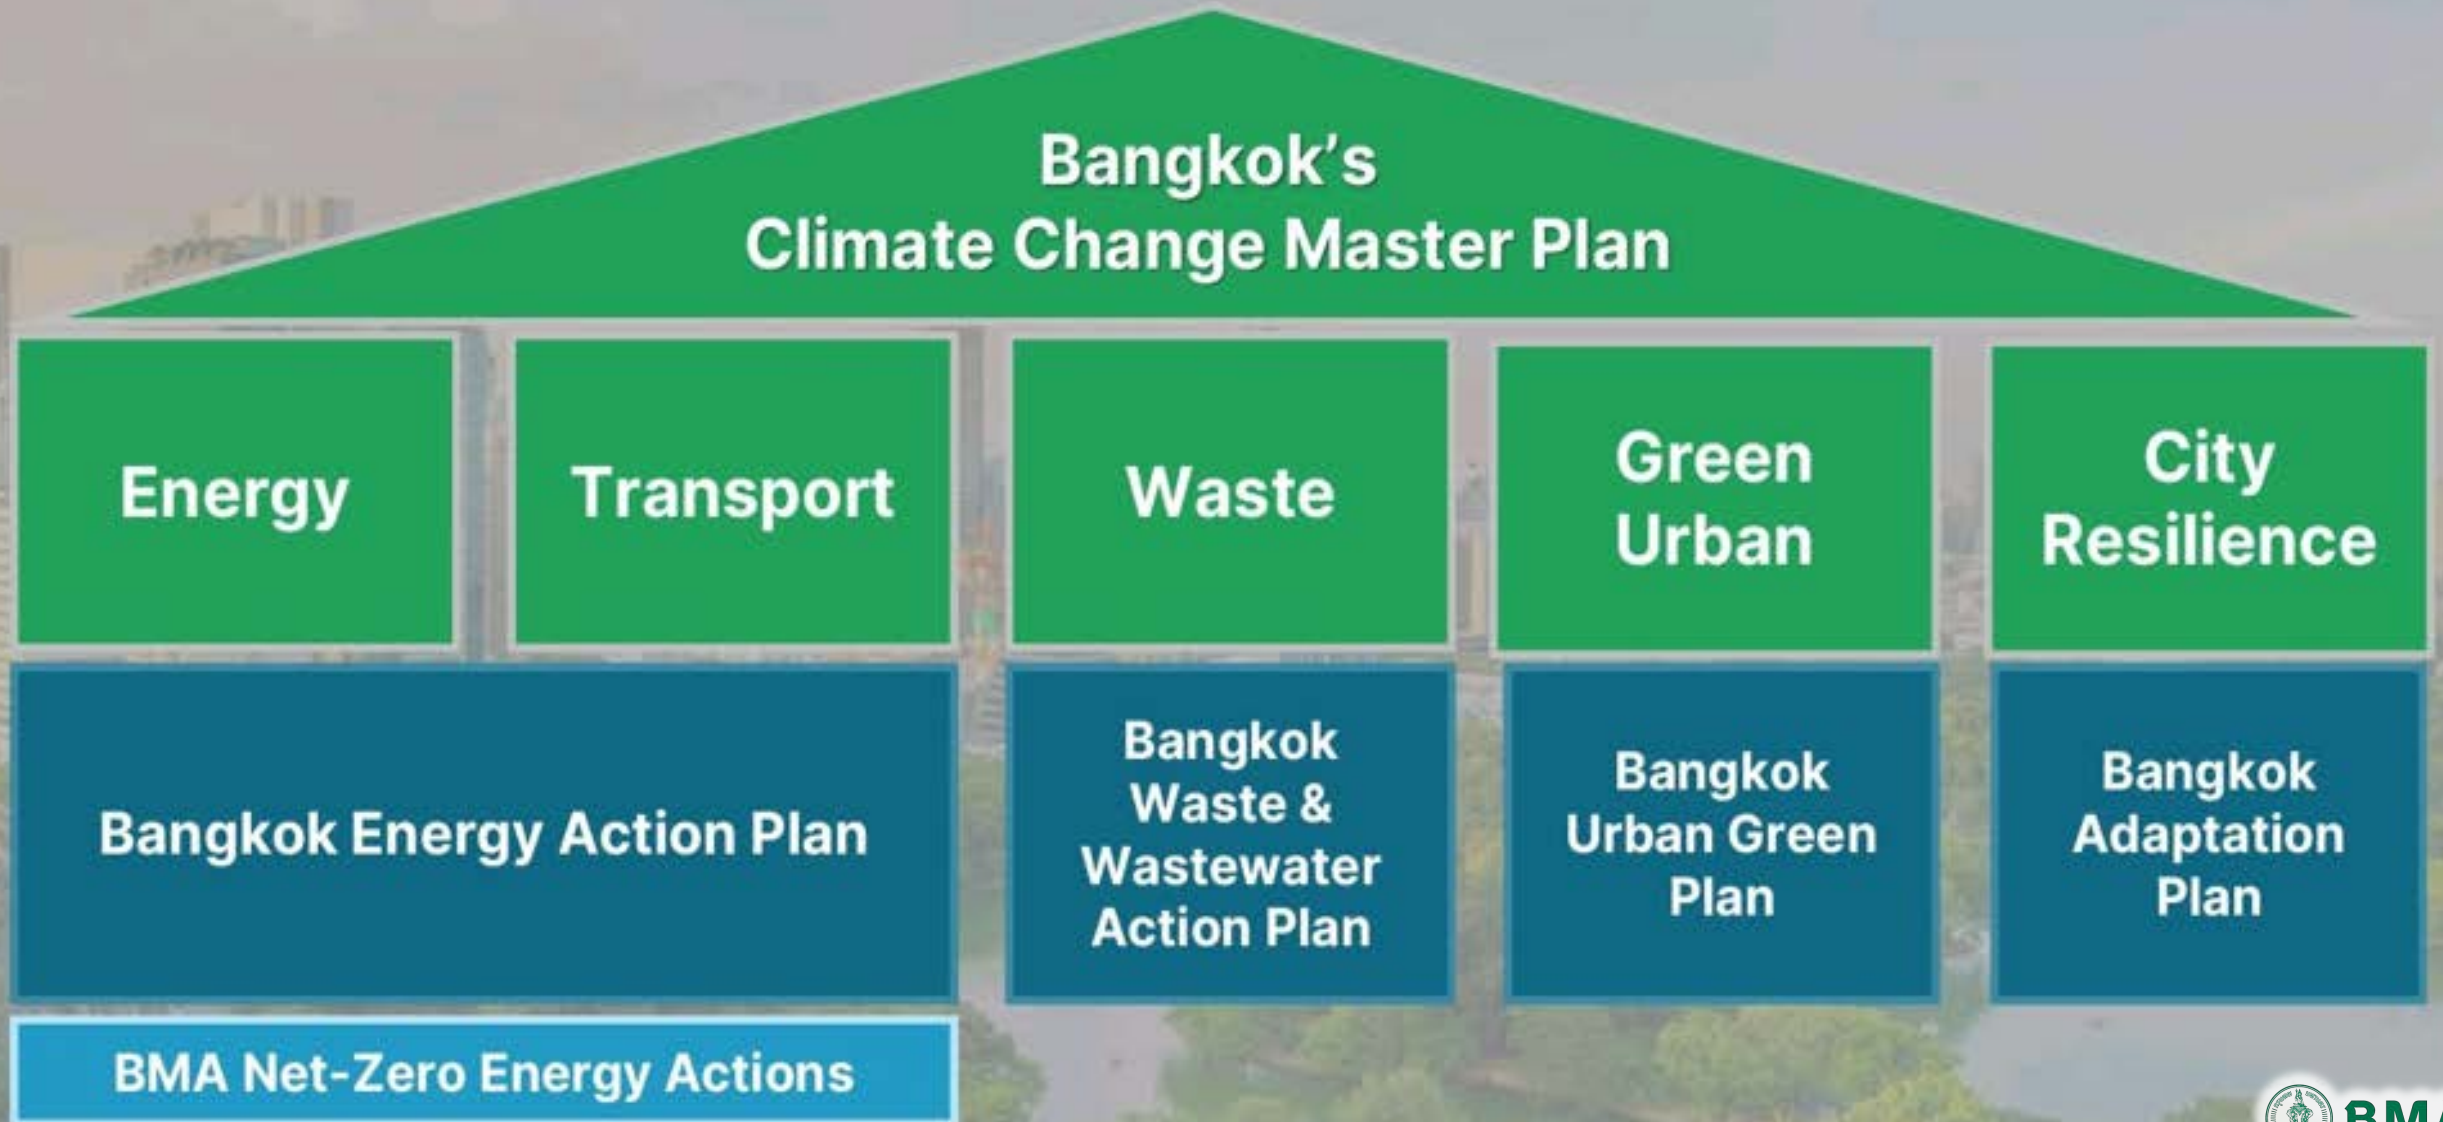 Bangkok's
Climate Change Master Plan
Energy
Transport
Waste
Green
Urban
City
Resilience
Bangkok Energy Action Plan
Bangkok
Waste &
Wastewater
Action Plan
Bangkok
Urban Green
Plan
Bangkok
Adaptation
Plan
BMA Net-Zero Energy Actions
BMA